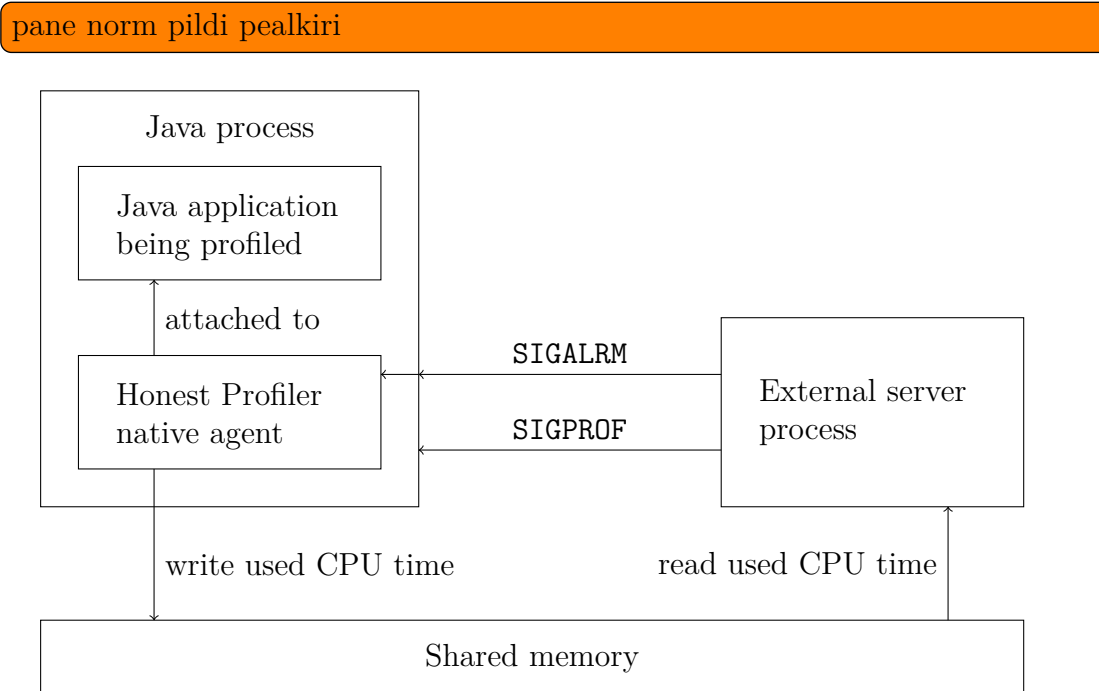 pane norm pildi pealkiri
Java process
Java application
being profiled
attached to
Honest Profiler
native agent
SIGALRM
SIGPROF
External server
process
write used CPU time
read used CPU time
Shared memory